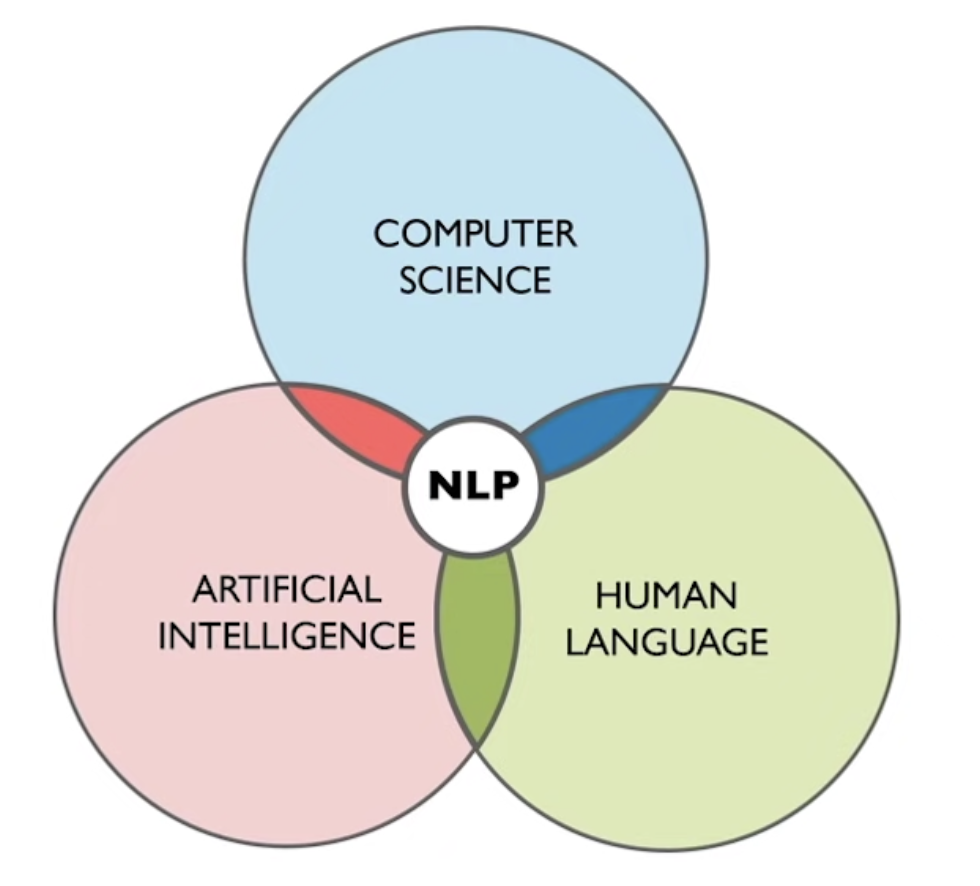 COMPUTER
SCIENCE
NLP
ARTIFICIAL
INTELLIGENCE
HUMAN
LANGUAGE